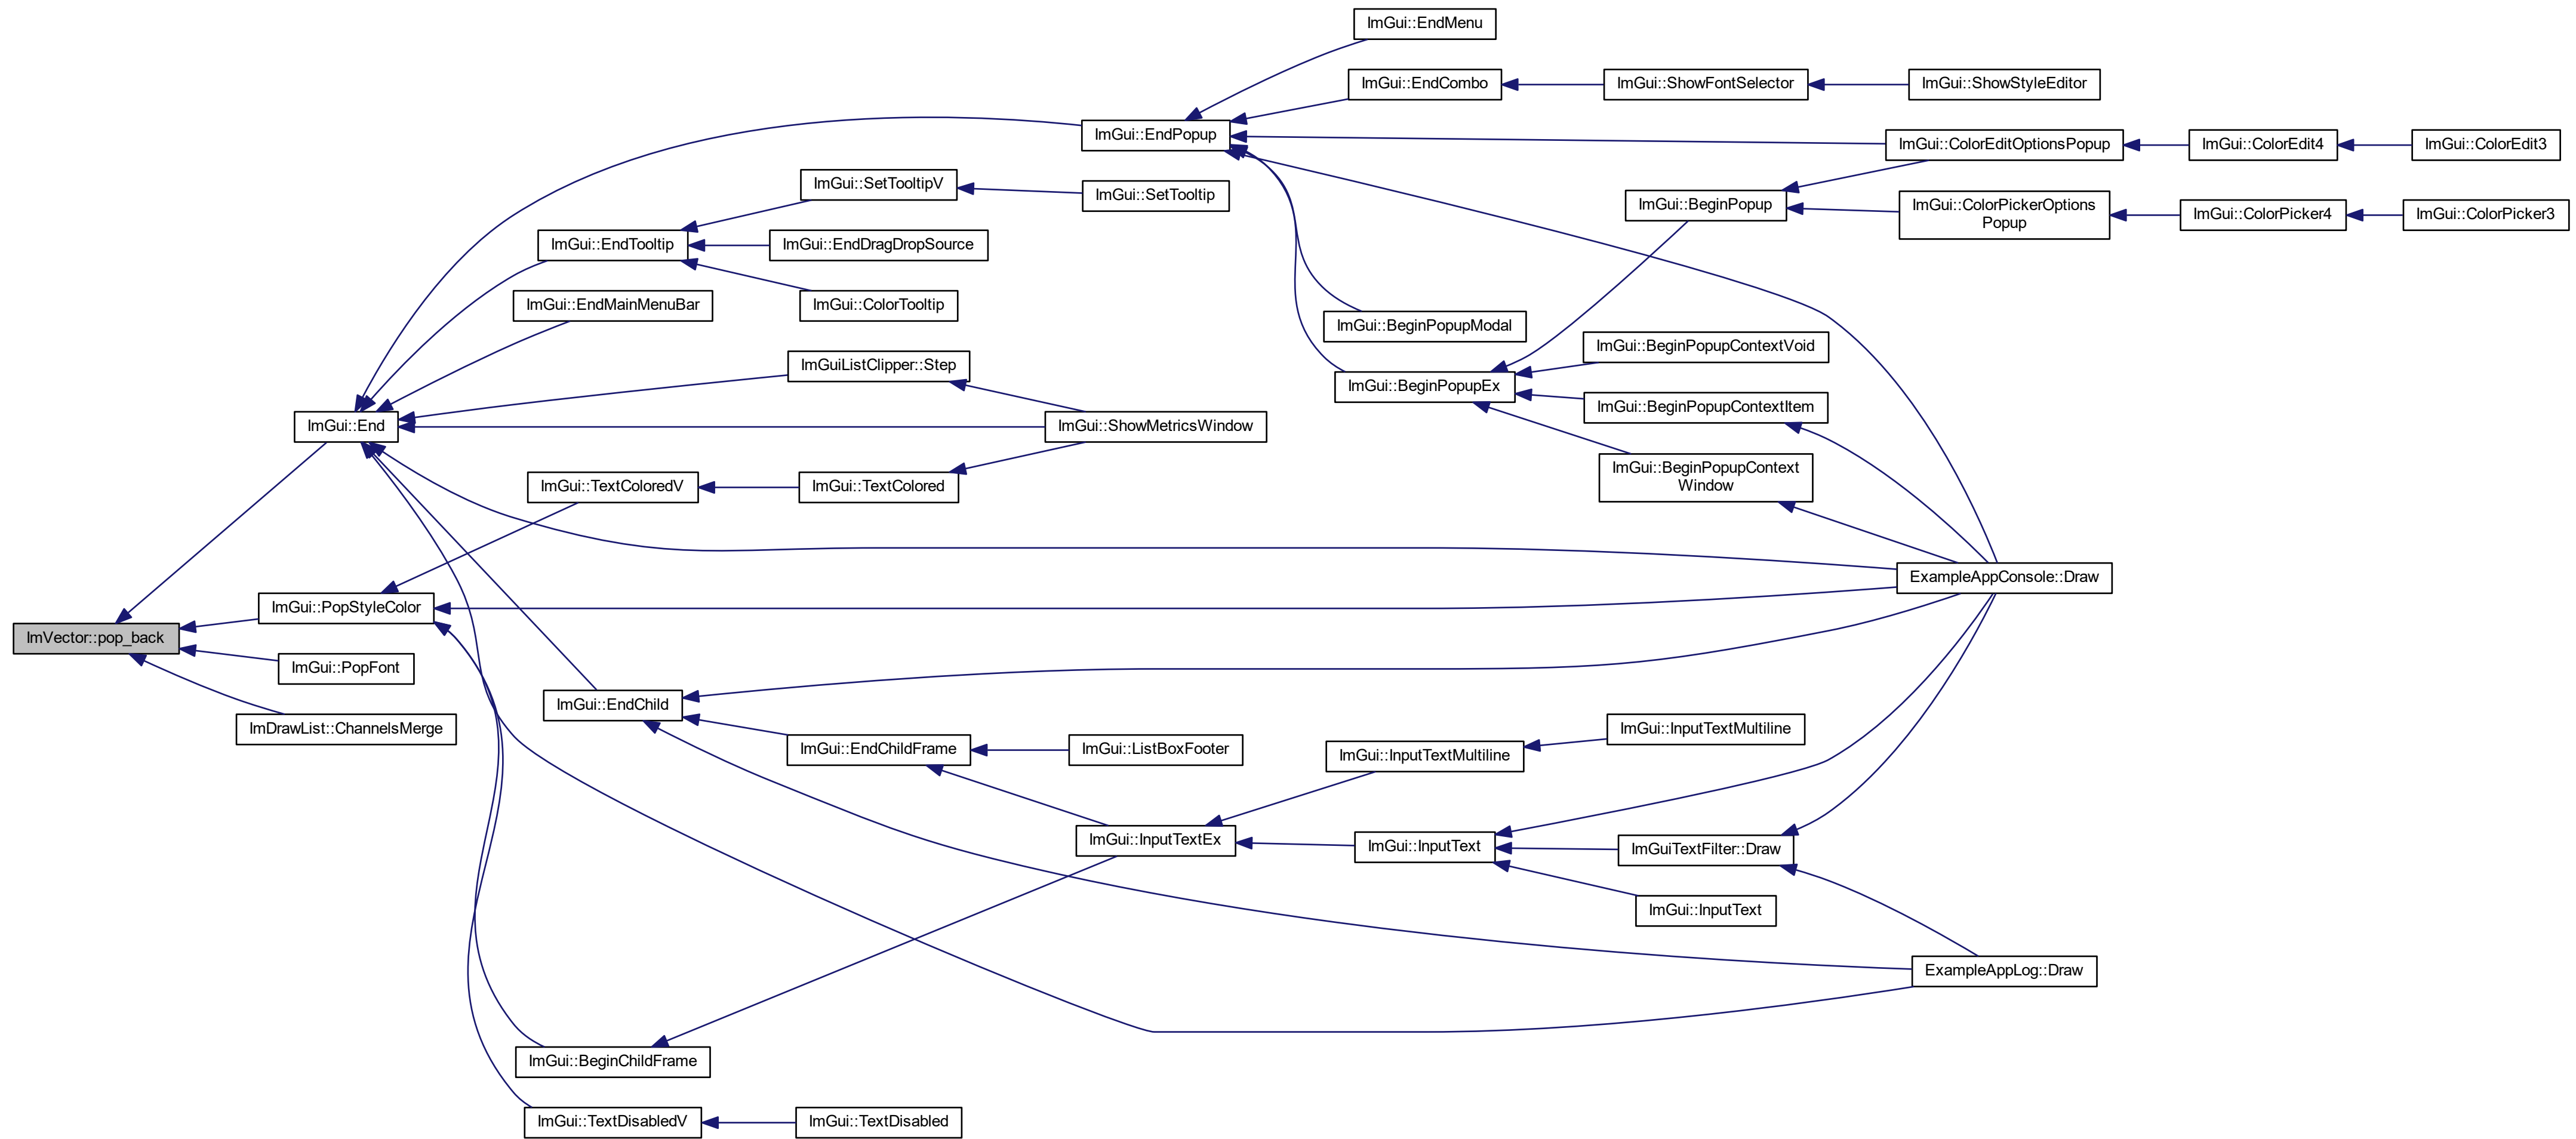 ImGui::EndMenu
ImGui::EndCombo
ImGui::ShowFontSelector
ImGui::ShowStyleEditor
ImGui::EndPopup
ImGui::ColorEditOptionsPopup
ImGui::ColorEdit4
ImGui::ColorEdit3
ImGui::SetTooltipV
ImGui::SetTooltip
ImGui::BeginPopup
ImGui::ColorPickerOptions
Popup
ImGui::ColorPicker4
ImGui::ColorPicker3
ImGui::EndTooltip
ImGui::EndDragDropSource
ImGui::EndMainMenuBar
ImGui::ColorTooltip
ImGui::BeginPopupModal
ImGui::BeginPopupContextVoid
ImGuiListClipper::Step
ImGui::BeginPopupEx
ImGui::BeginPopupContextItem
ImGui::End
ImGui::ShowMetricsWindow
ImGui::BeginPopupContext
Window
ImGui::TextColoredV
ImGui::TextColored
ExampleAppConsole::Draw
ImGui::PopStyleColor
ImVector::pop_back
ImGui::PopFont
ImGui::EndChild
ImDrawList::ChannelsMerge
ImGui::InputTextMultiline
ImGui::EndChildFrame
ImGui::ListBoxFooter
ImGui::InputTextMultiline
ImGui::InputTextEx
ImGui::InputText
ImGuiTextFilter::Draw
ImGui::InputText
ExampleAppLog::Draw
ImGui::BeginChildFrame
ImGui::TextDisabledV
ImGui::TextDisabled